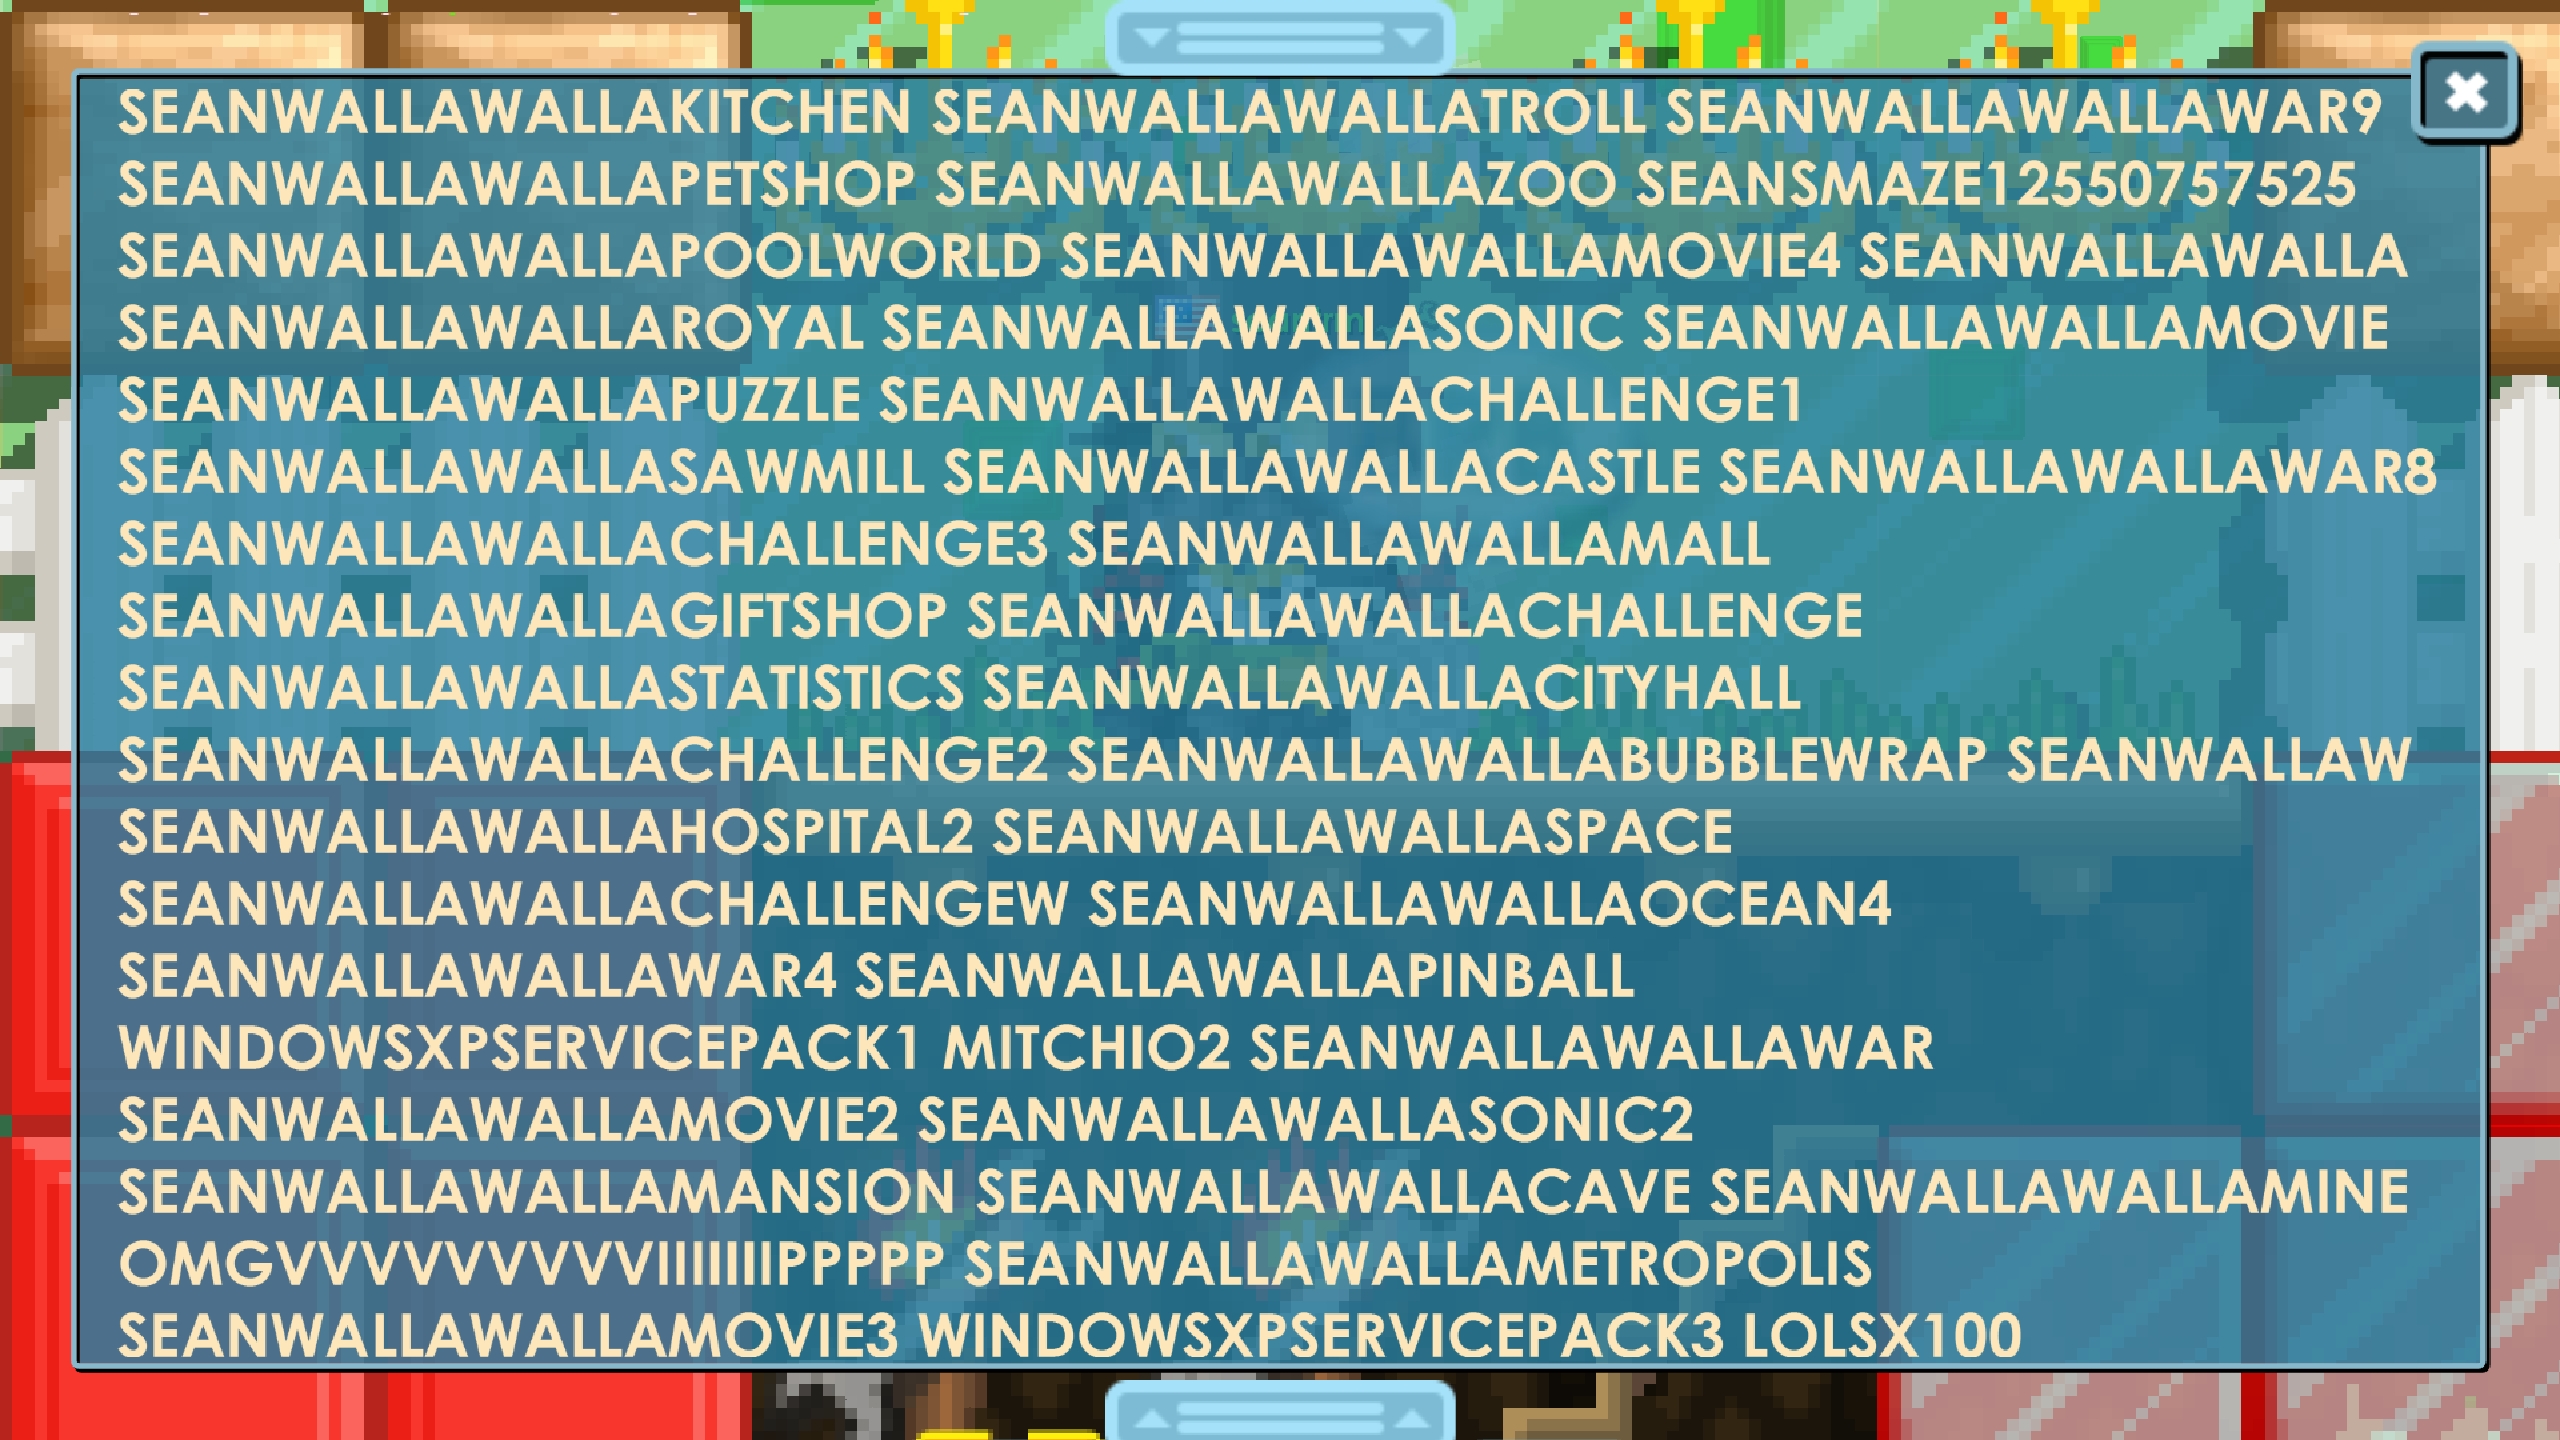 SEANWALLAWALLAKITCHEN SEANWALLAWALLATROLL SEANWALLAWALLAWAR9
SEANWALLAWALLAPETSHOP SEANWALLAWALLAZOO SEANSMAZE12550757525
SEANWALLAWALLAPOOLWORLD SEANWALLAWALLAMOVIE4 SEANWALLAWALLA
SEANWALLAWALLAROYAL SEANWALLAWALLASONIC SEANWALLAWALLAMOVIE
SEANWALLAWALLAPUZZLE SEANWALLAWALLACHALLENGE1
SEANWALLAWALLASAWMILL SEANWALLAWALLACASTLE SEANWALLAWALLAWAR8
SEANWALLAWALLACHALLENGE3 SEANWALLAWALLAMALL
SEANWALLAWALLAGIFTSHOP SEANWALLAWALLACHALLENGE
SEANWALLAWALLASTATISTICS SEANWALLAWALLACITYHALL
SEANWALLAWALLACHALLENGE2 SEANWALLAWALLABUBBLEWRAP SEANWALLAW
SEANWALLAWALLAHOSPITAL2 SEANWALLAWALLASPACE
SEANWALLAWALLACHALLENGEW SEANWALLAWALLAOCEAN4
SEANWALLAWALLAWAR4 SEANWALLAWALLAPINBALL
WINDOWSXPSERVICEPACK1 MITCHIO2 SEANWALLAWALLAWAR
SEANWALLAWALLAMOVIE2 SEANWALLAWALLASONIC2
SEANWALLAWALLAMANSION SEANWALLAWALLACAVE SEANWALLAWALLAMINE
OMGVVVVVVVVVIIIIIIIIPPPPP SEANWALLAWALLAMETROPOLIS
SEANWALLAWALLAMOVIE3 WINDOWSXPSERVICEPACK3 LOLSX100